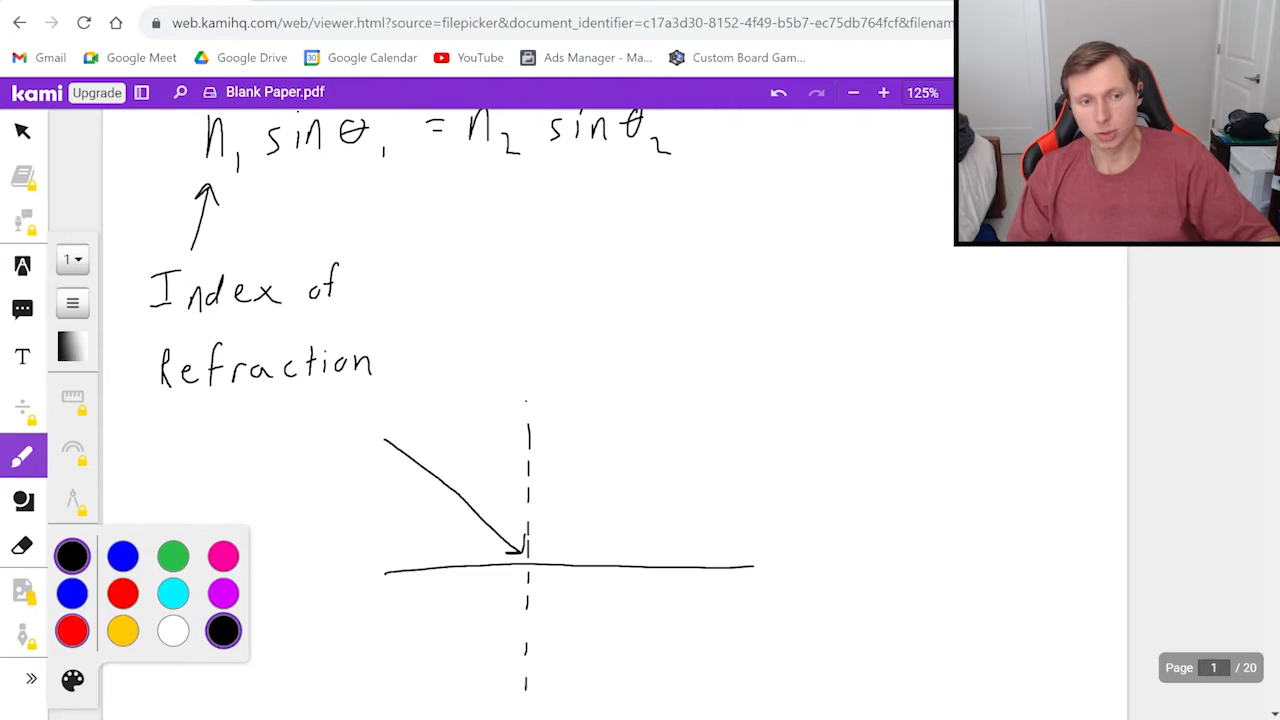 web.kamihq.com/web/viewer.html?source=filepicker&document_identifier=c17a3d30-8152-4f49-b5b7-ec75db764fcf&filenam
Gmail Google Meet Google Drive 30 Google Calendar YouTube Ads Manager - Ma... Custom Board Gam...
kami Upgrade Blank Paper.pdf 125%
n₁ sin θ₁ = n₂ sin θ₂
1
Index of
Refraction
A
T
Page 1 / 20